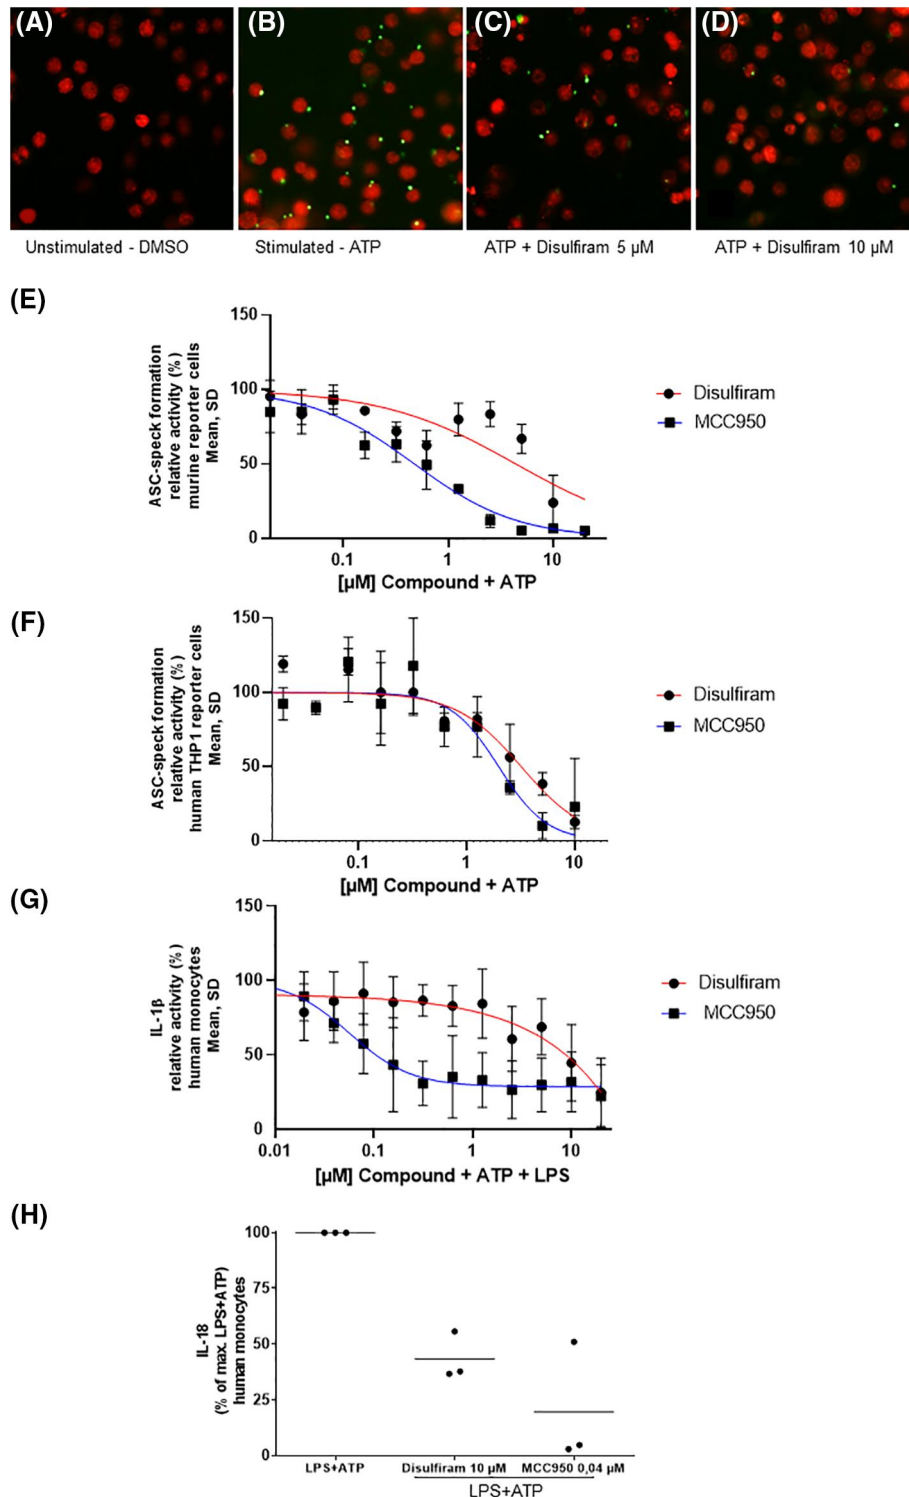 (A)
(B)
(C)
(D)
Unstimulated - DMSO
Stimulated - ATP
ATP + Disulfiram 5 µM
ATP + Disulfiram 10 µM
(E)
ASC-speck formation
relative activity (%)
murine reporter cells
Mean, SD
150
100
50
0
0.1
1
10
[µM] Compound + ATP
Disulfiram
MCC950
(F)
ASC-speck formation
relative activity (%)
human THP1 reporter cells
Mean, SD
150
100
50
0
0.1
1
10
[µM] Compound + ATP
Disulfiram
MCC950
(G)
IL-1β
relative activity (%)
human monocytes
Mean, SD
150
100
50
0
0.01
0.1
1
10
[µM] Compound + ATP + LPS
Disulfiram
MCC950
(H)
IL-18
(% of max. LPS+ATP)
human monocytes
100
75
50
25
0
LPS+ATP
Disulfiram 10 µM
MCC950 0,04 µM
LPS+ATP